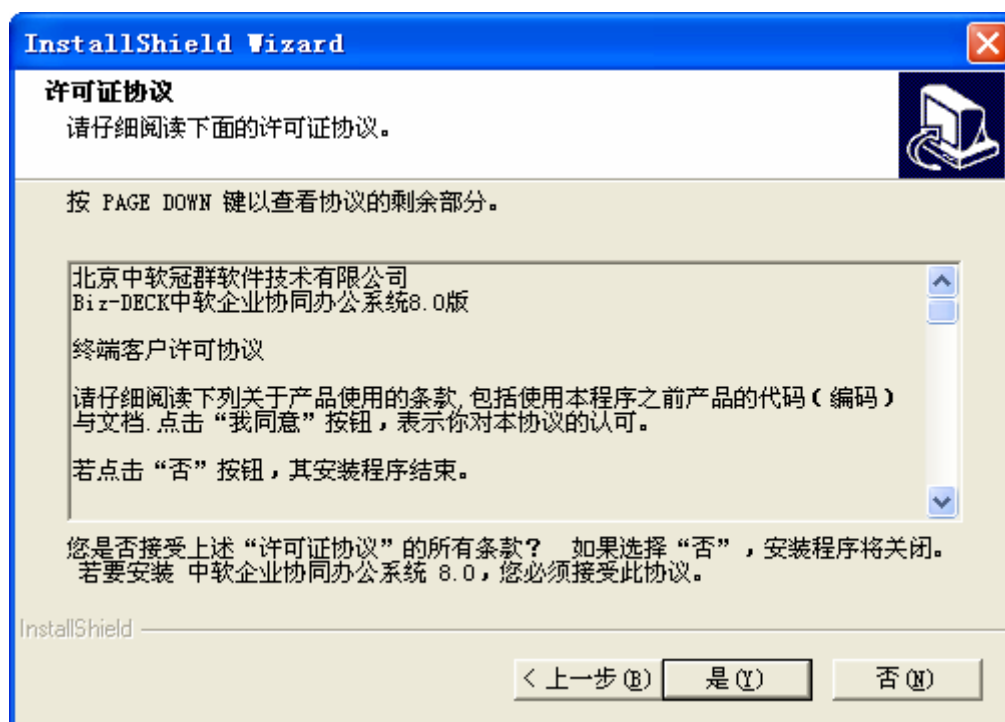 InstallShield Wizard
许可证协议
请仔细阅读下面的许可证协议。
按 PAGE DOWN 键以查看协议的剩余部分。
北京中软冠群软件技术有限公司
Biz-DECK中软企业协同办公系统8.0版
终端客户许可协议
请仔细阅读下列关于产品使用的条款,包括使用本程序之前产品的代码(编码)
与文档.点击“我同意”按钮，表示你对本协议的认可。
若点击“否”按钮，其安装程序结束。
您是否接受上述“许可证协议”的所有条款？ 如果选择“否”，安装程序将关闭。
若要安装 中软企业协同办公系统 8.0，您必须接受此协议。
InstallShield
< 上一步(B) 是(Y) 否(N)